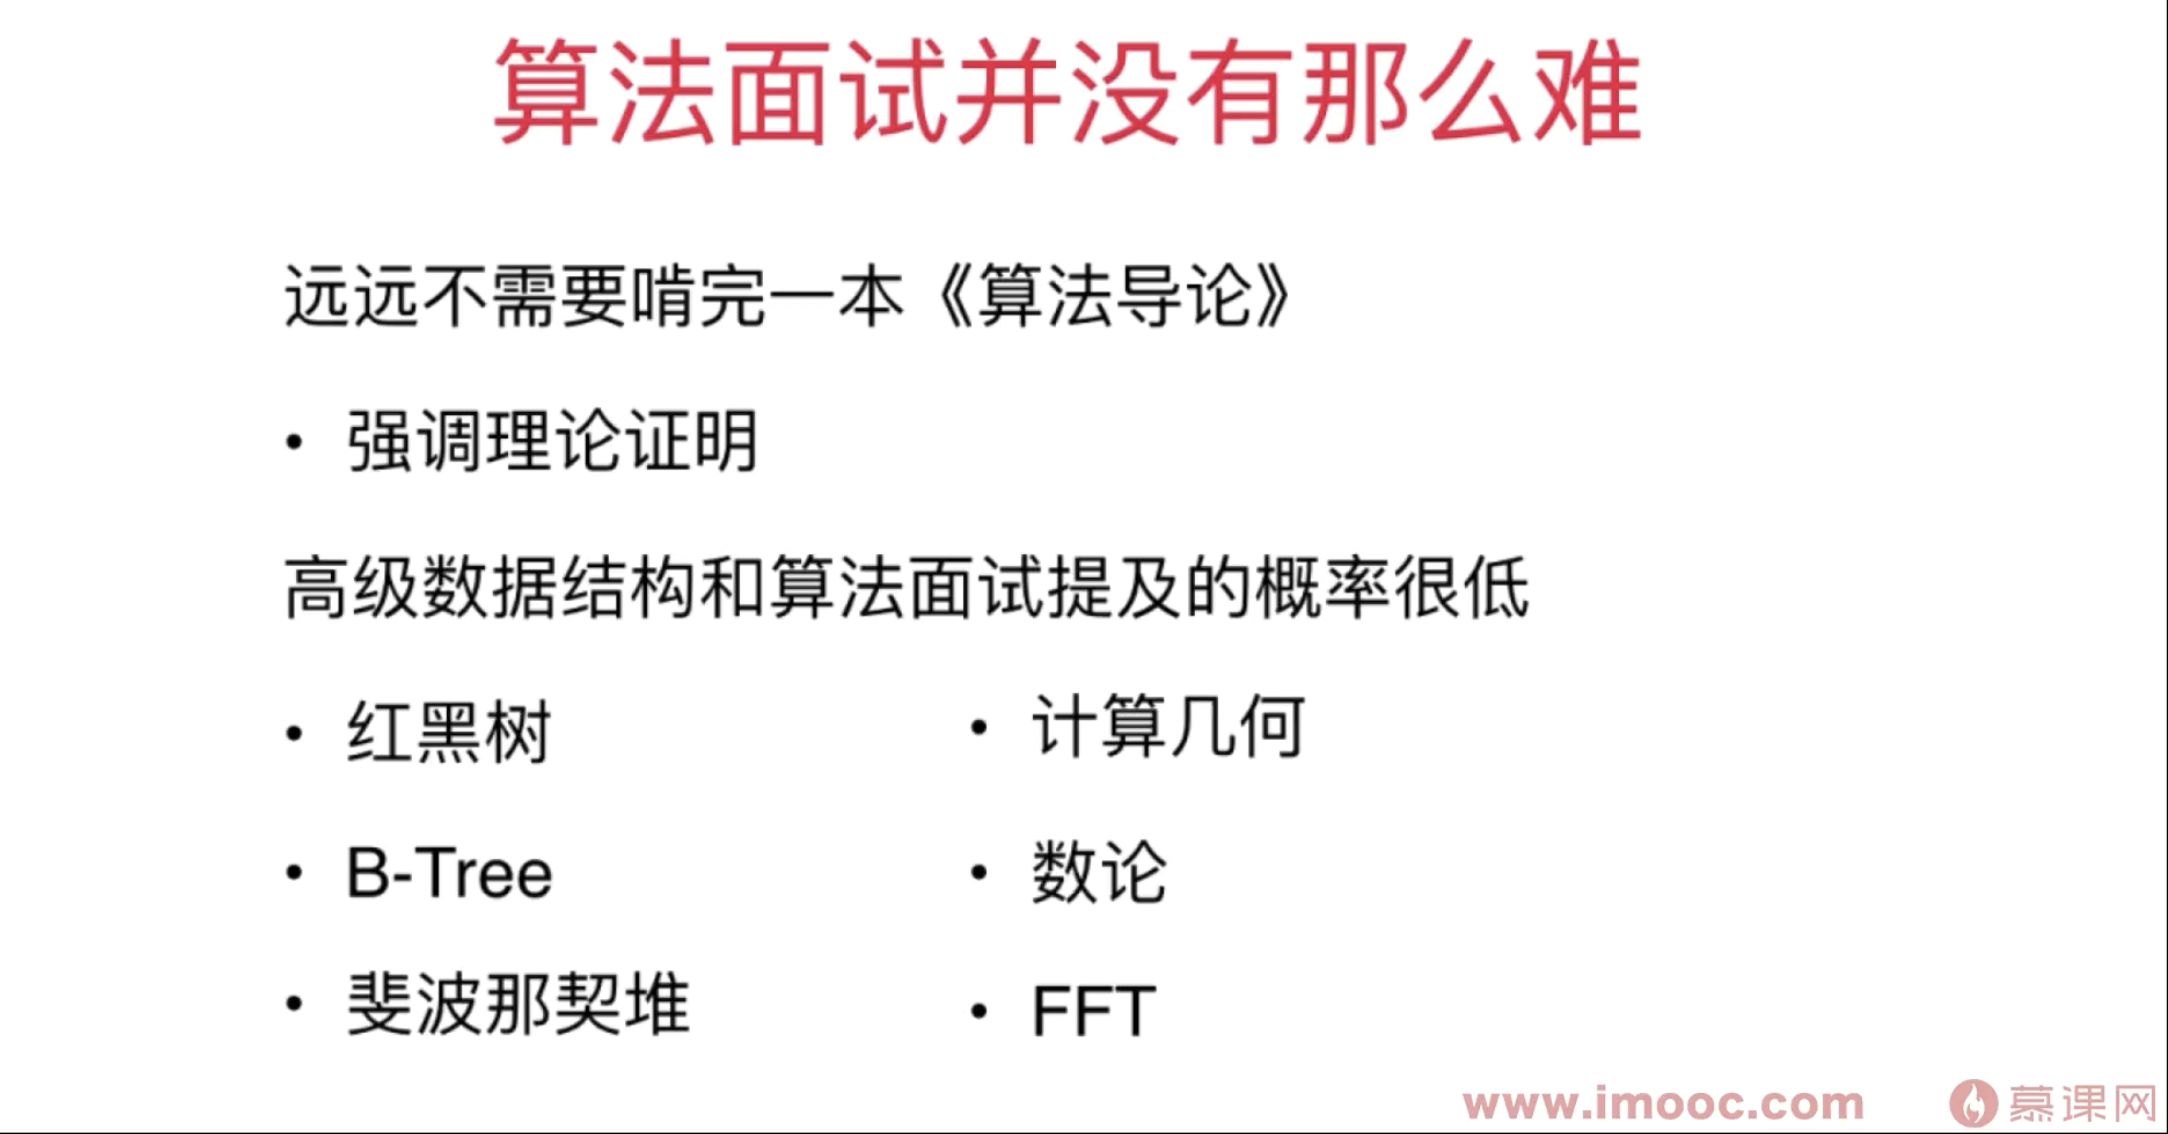 算法面试并没有那么难
远远不需要啃完一本《算法导论》
• 强调理论证明
高级数据结构和算法面试提及的概率很低
• 红黑树
• B-Tree
• 斐波那契堆
• 计算几何
• 数论
• FFT
www.imooc.com 慕课网